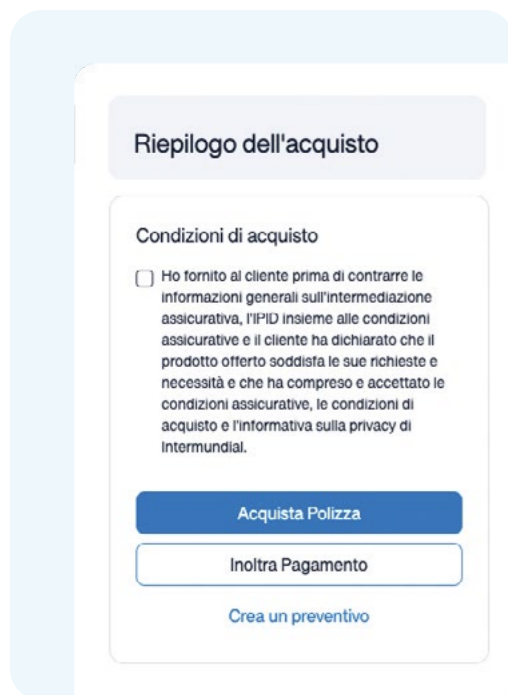 Riepilogo dell'acquisto
Condizioni di acquisto
Ho fornito al cliente prima di contrarre le
informazioni generali sull'intermediazione
assicurativa, l'IPID insieme alle condizioni
assicurative e il cliente ha dichiarato che il
prodotto offerto soddisfa le sue richieste e
necessità e che ha compreso e accettato le
condizioni assicurative, le condizioni di
acquisto e l'informativa sulla privacy di
Intermundial.
Acquista Polizza
Inoltra Pagamento
Crea un preventivo